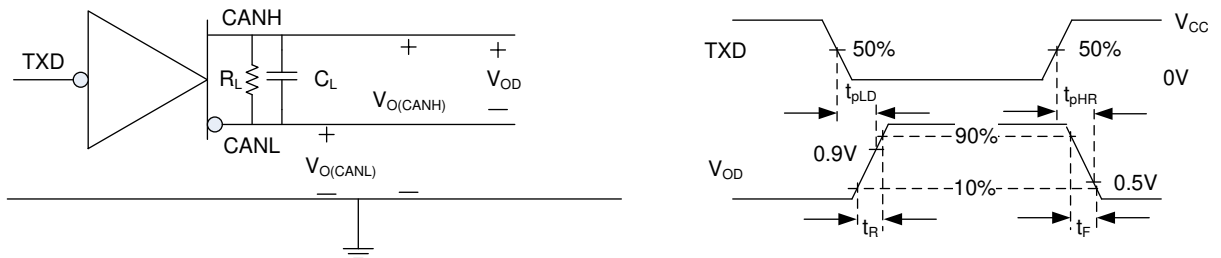 CANH
TXD
R_L
C_L
V_OD
V_O(CANH)
CANL
V_O(CANL)
TXD
50%
50%
V_CC
0V
t_pLD
t_pHR
90%
0.9V
V_OD
10%
0.5V
t_R
t_F